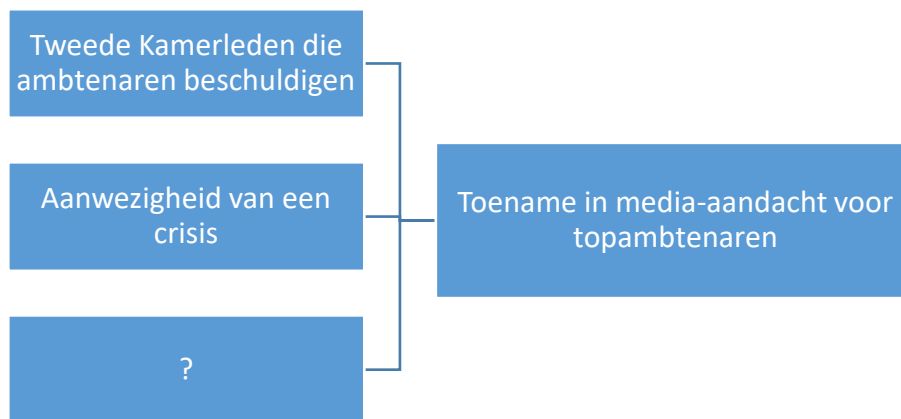 Tweede Kamerleden die
ambtenaren beschuldigen
Aanwezigheid van een
crisis
?
Toename in media-aandacht voor
topambtenaren